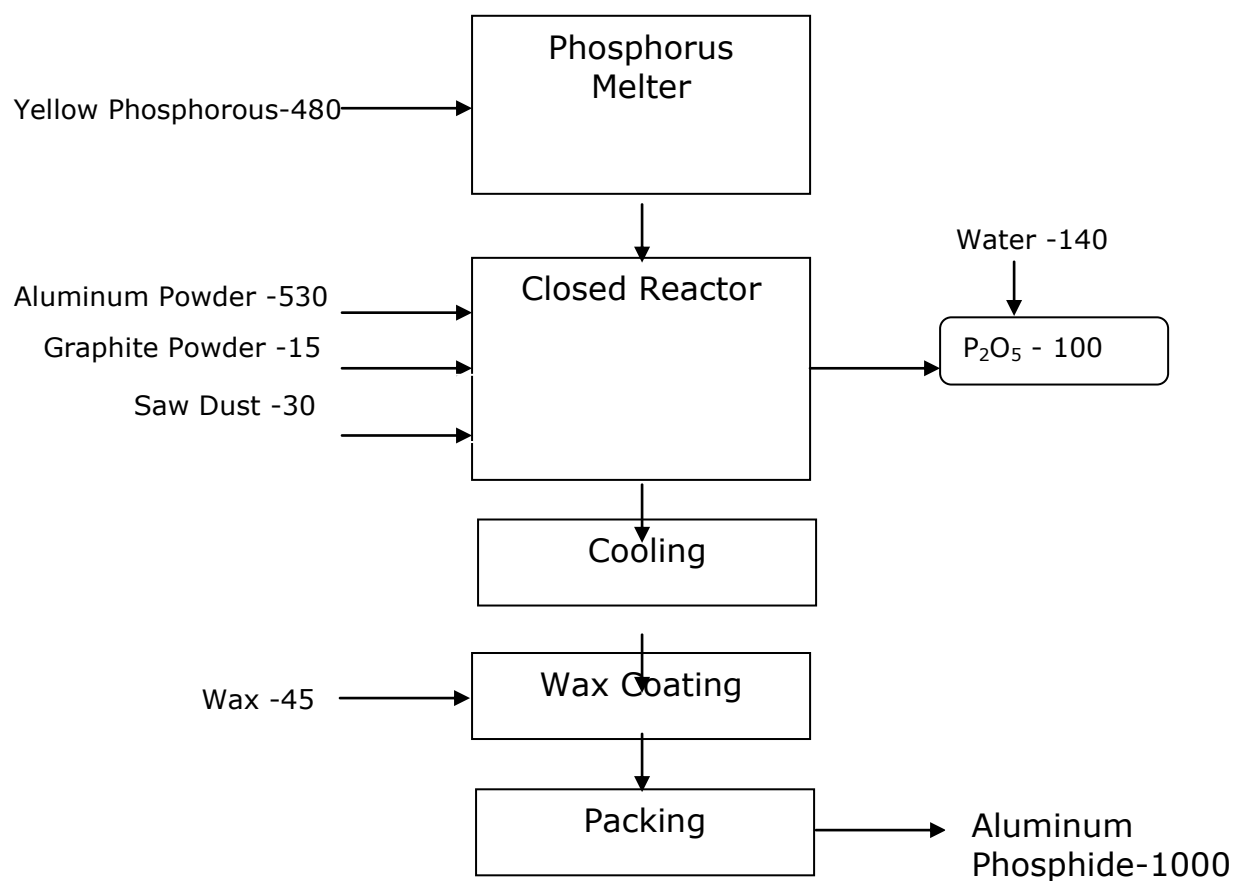 Phosphorus
Melter
Yellow Phosphorous-480
Water -140
Aluminum Powder -530
Closed Reactor
Graphite Powder -15
P₂O₅ - 100
Saw Dust -30
Cooling
Wax -45
Wax Coating
Packing
Aluminum
Phosphide-1000